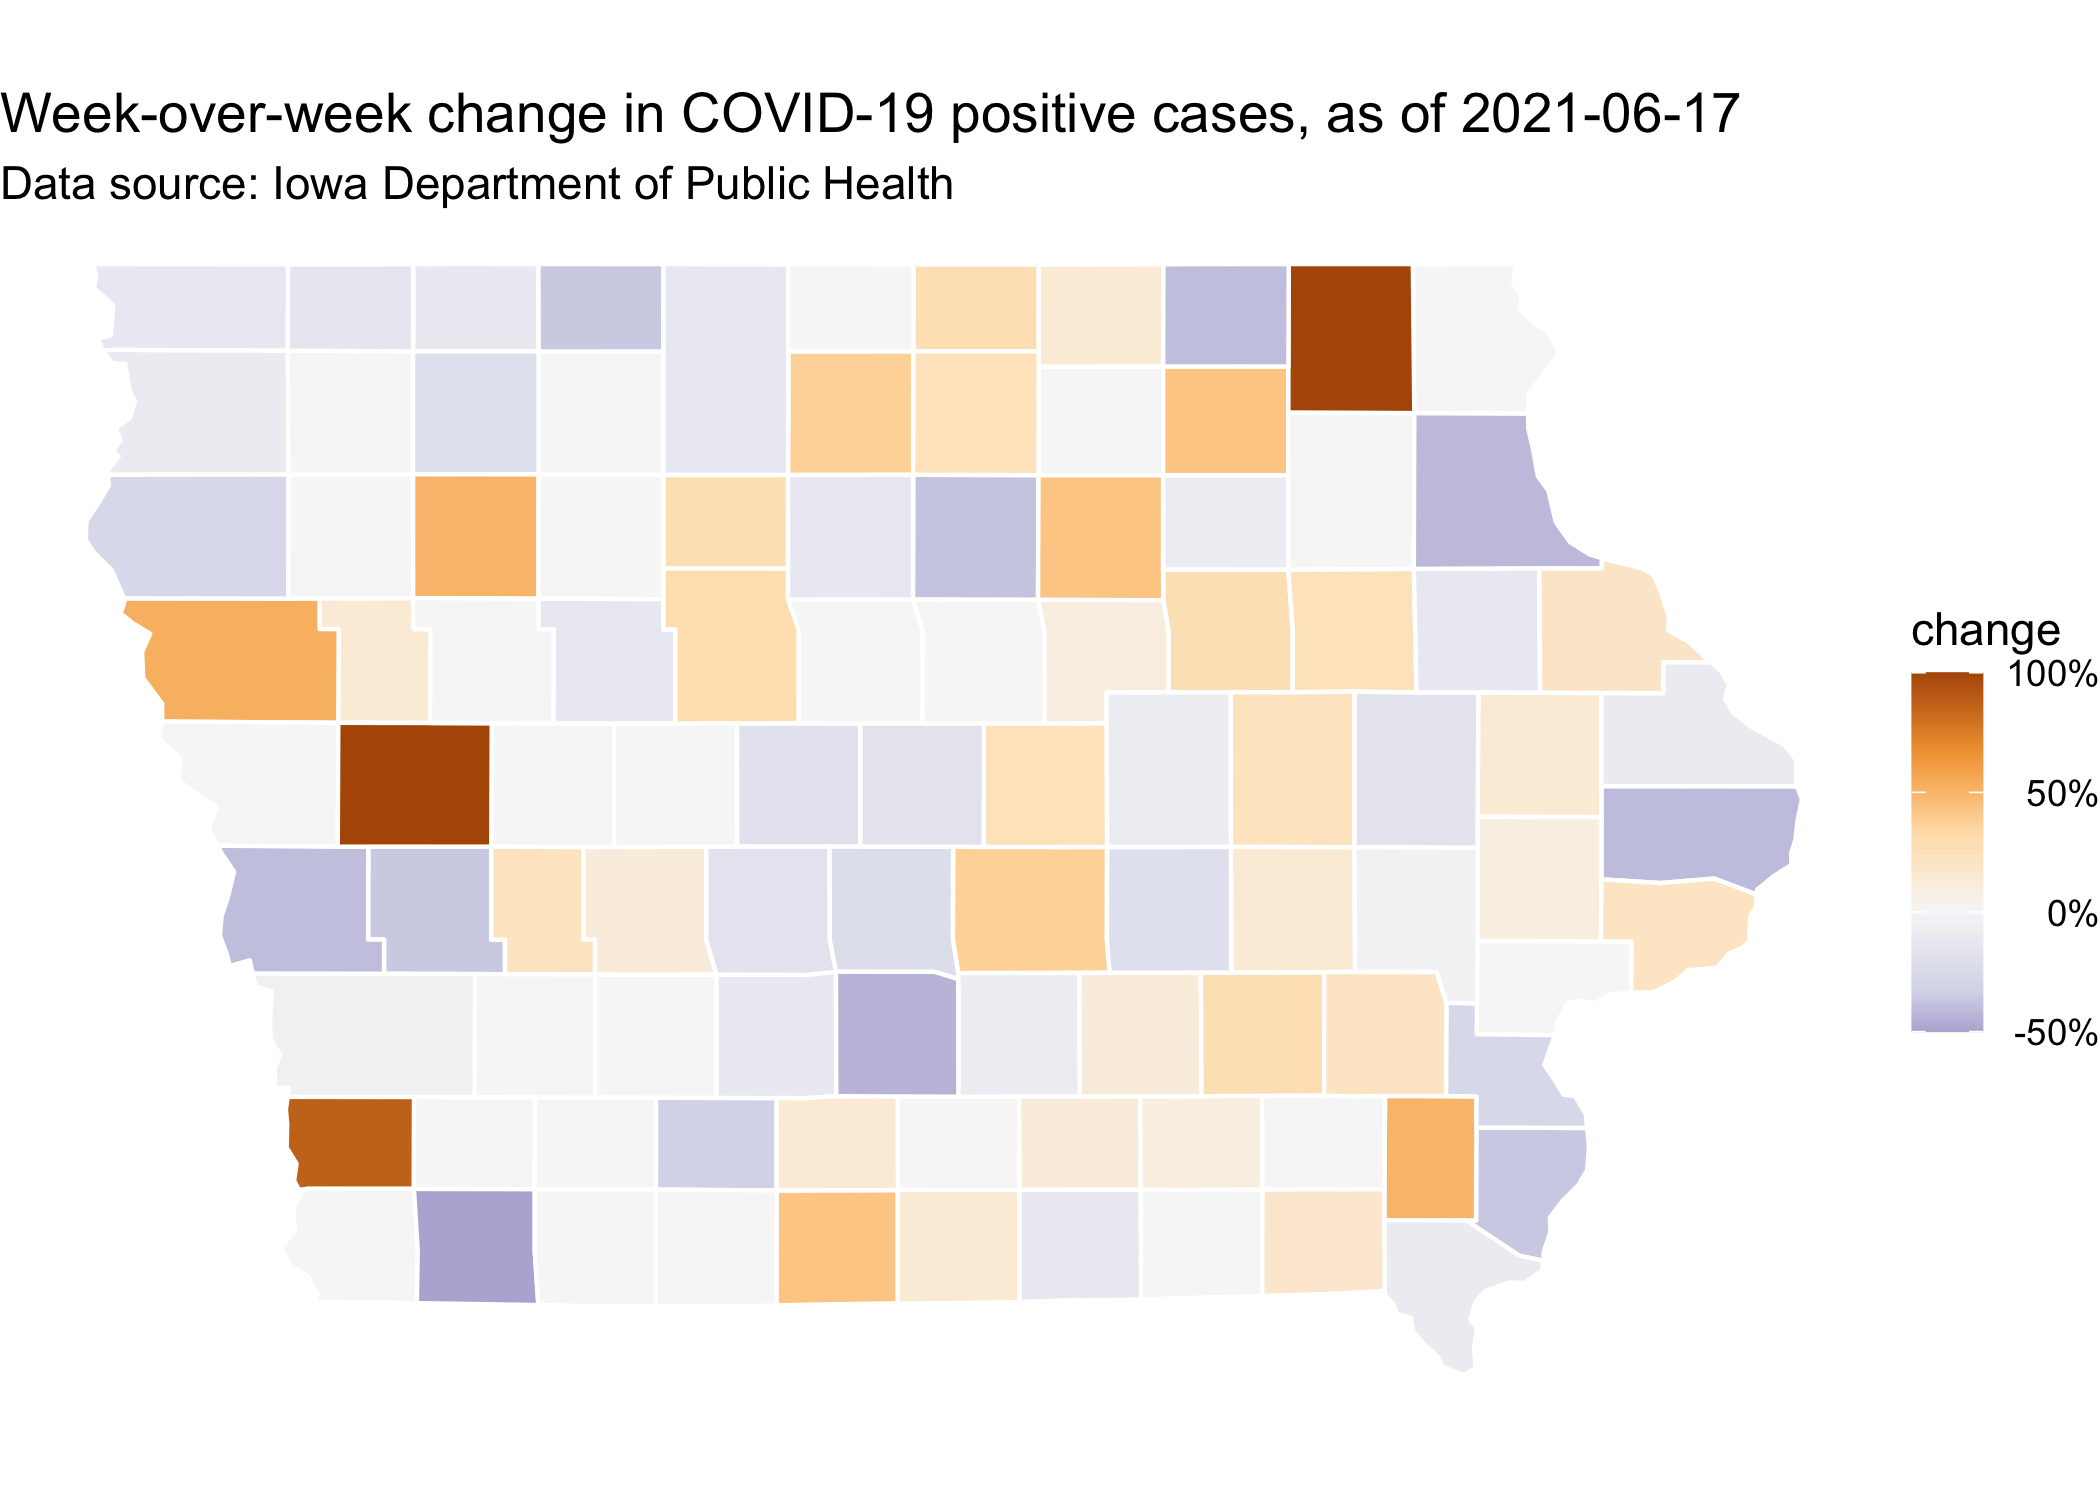 Week-over-week change in COVID-19 positive cases, as of 2021-06-17
Data source: Iowa Department of Public Health
change
100%
50%
0%
-50%